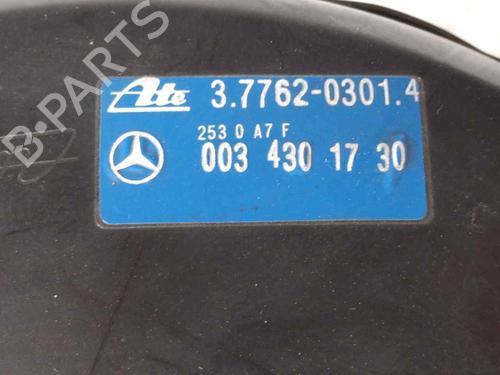 B-PARTS
Ate 3.7762-0301.4
253 0 A7 F
003 430 17 30